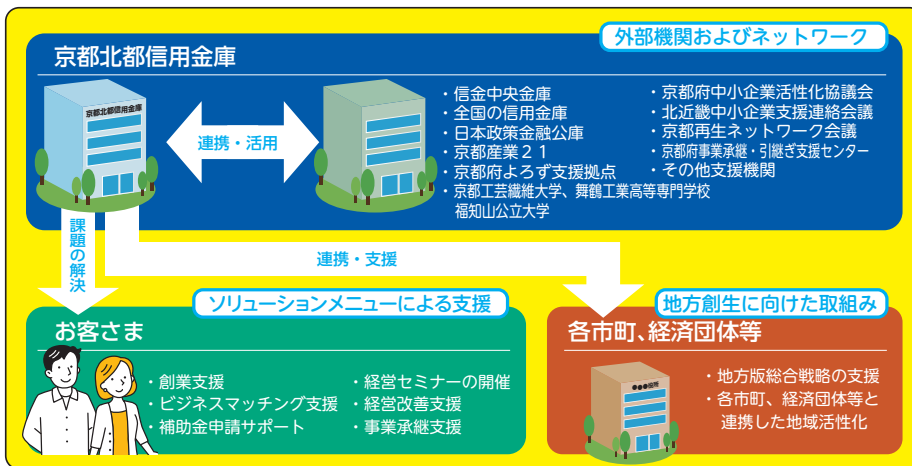 外部機関およびネットワーク
京都北都信用金庫
京都北都信用金庫
連携・活用
・信金中央金庫
・全国の信用金庫
・日本政策金融公庫
・京都産業21
・京都府よろず支援拠点
・京都工芸繊維大学、舞鶴工業高等専門学校
福知山公立大学
・京都府中小企業活性化協議会
・北近畿中小企業支援連絡会議
・京都再生ネットワーク会議
・京都府事業承継・引継ぎ支援センター
・その他支援機関
課題の解決
連携・支援
ソリューションメニューによる支援
お客さま
・創業支援
・ビジネスマッチング支援
・補助金申請サポート
・経営セミナーの開催
・経営改善支援
・事業承継支援
地方創生に向けた取組み
各市町、経済団体等
●●●役所
・地方版総合戦略の支援
・各市町、経済団体等と
連携した地域活性化